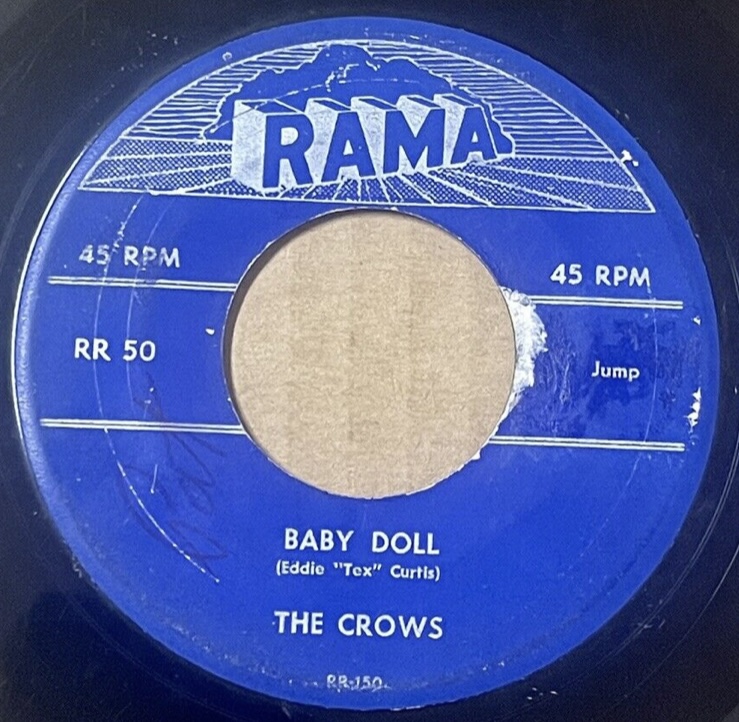 RAMA
45 RPM
45 RPM
RR 50
Jump
BABY DOLL
(Eddie "Tex" Curtis)
THE CROWS
RR-150